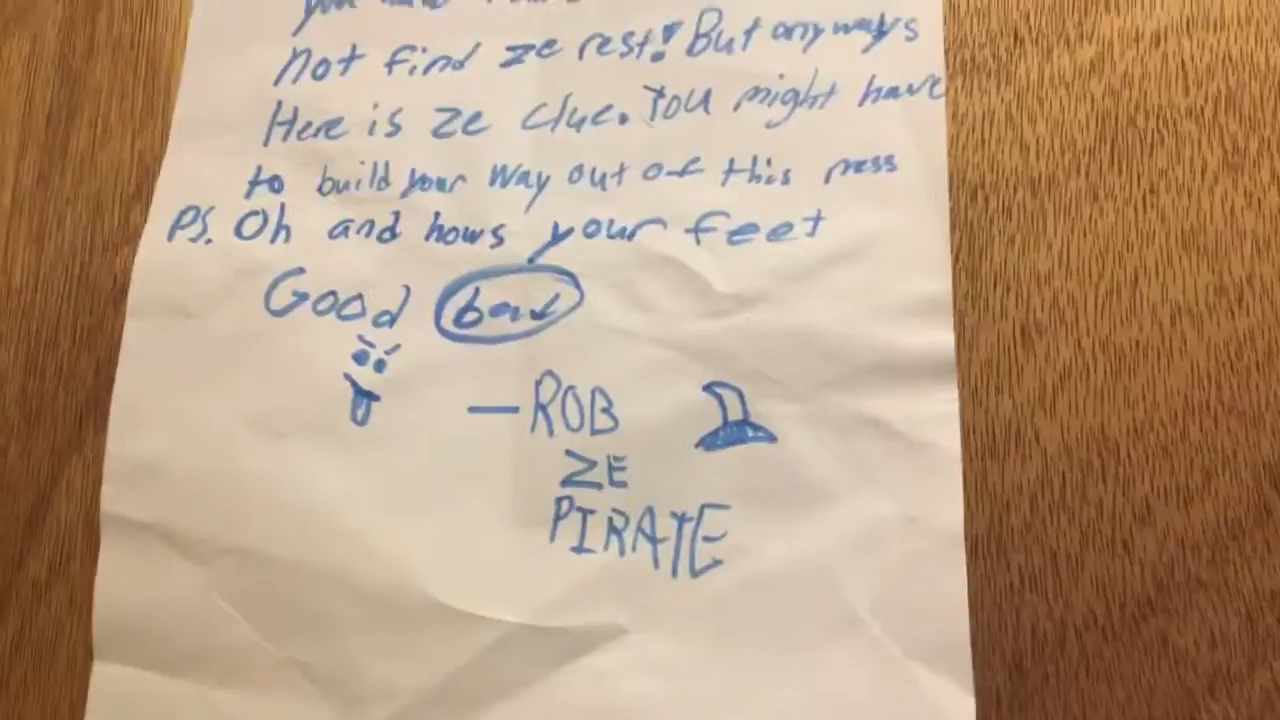 you
not find ze rest! But anyways
Here is ze clue. You might have
to build your way out of this mess
PS. Oh and hows your feet
Good
—ROB
ZE
PIRATE